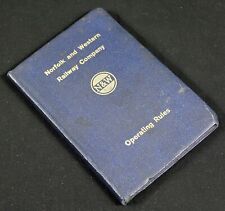 Norfolk and Western
Railway Company
N&W
Operating Rules